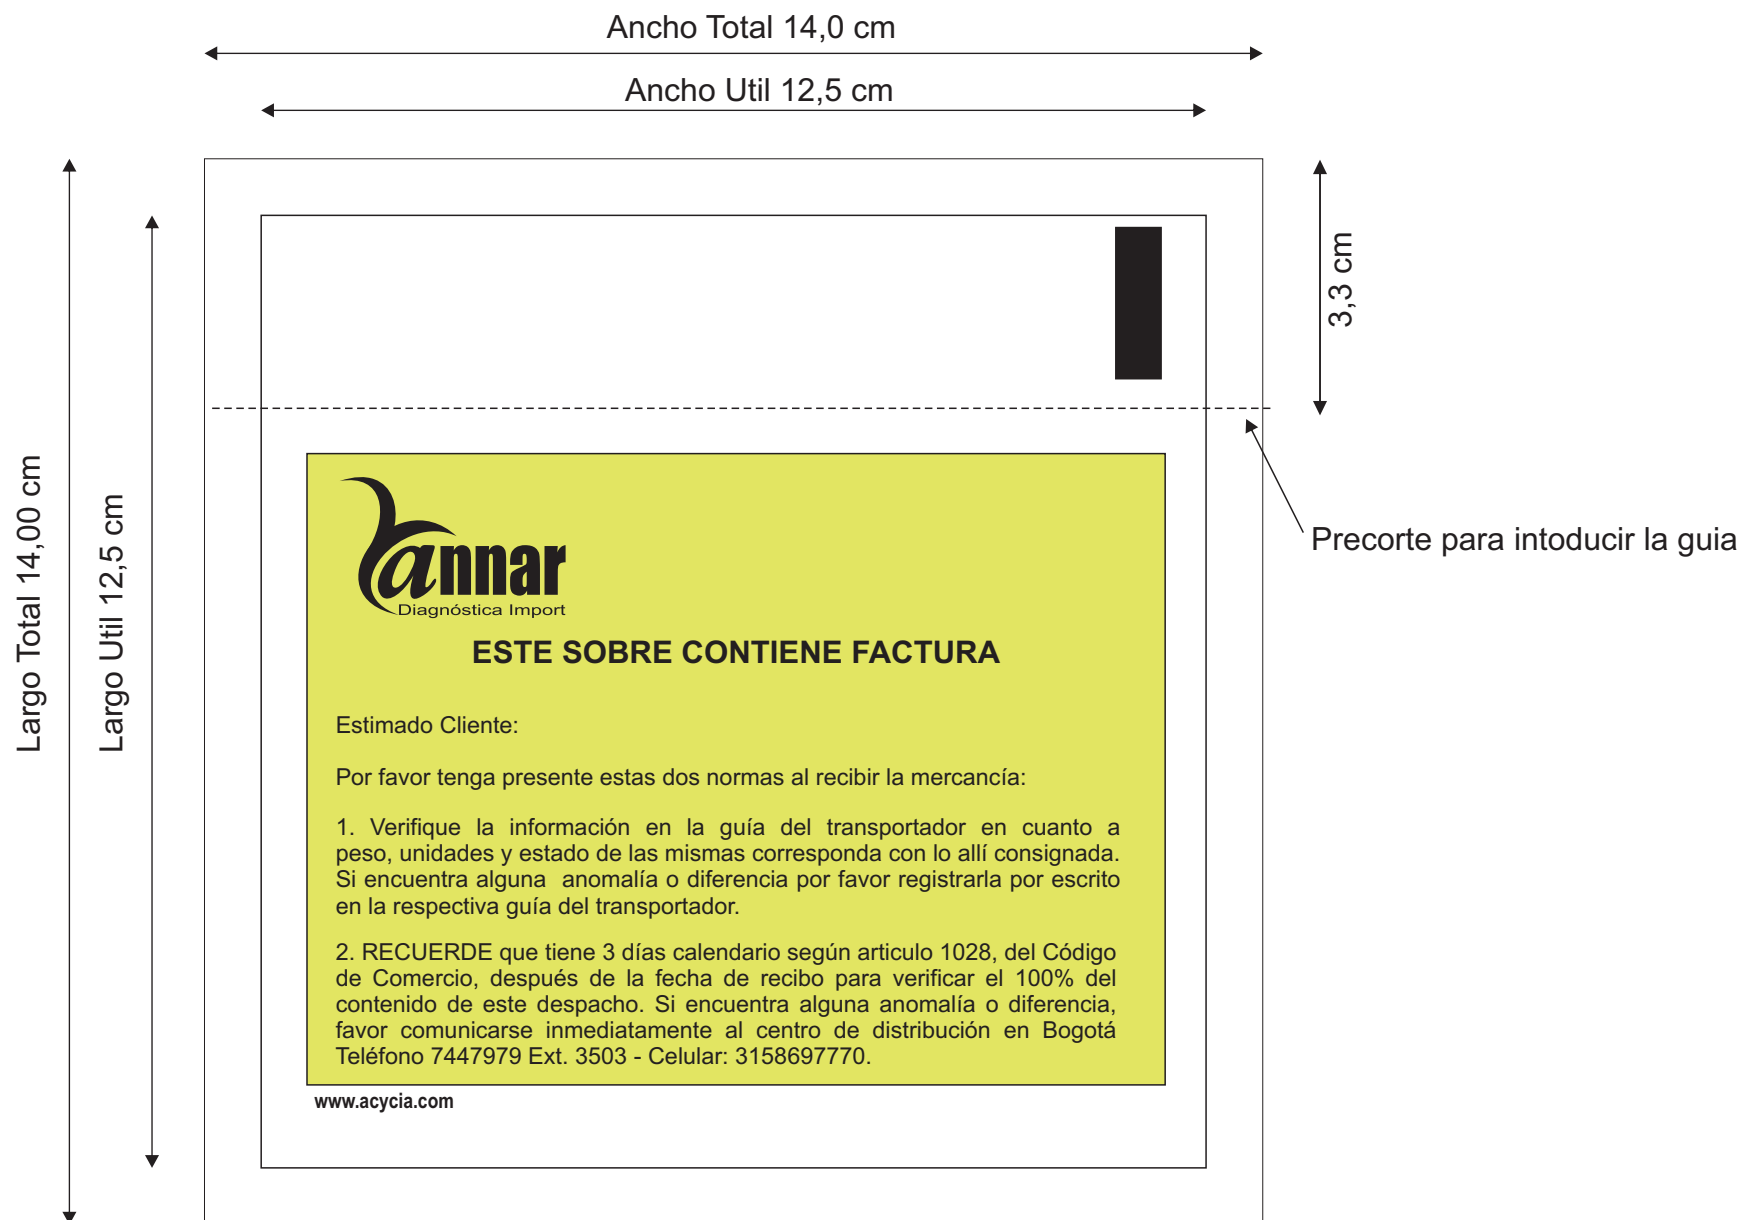 Ancho Total 14,0 cm
Ancho Util 12,5 cm
3,3 cm
Largo Total 14,00 cm
Largo Util 12,5 cm
Precorte para intoducir la guia
annar
Diagnóstica Import
ESTE SOBRE CONTIENE FACTURA
Estimado Cliente:
Por favor tenga presente estas dos normas al recibir la mercancía:
1. Verifique la información en la guía del transportador en cuanto a
peso, unidades y estado de las mismas corresponda con lo allí consignada.
Si encuentra alguna anomalía o diferencia por favor registrarla por escrito
en la respectiva guía del transportador.
2. RECUERDE que tiene 3 días calendario según articulo 1028, del Código
de Comercio, después de la fecha de recibo para verificar el 100% del
contenido de este despacho. Si encuentra alguna anomalía o diferencia,
favor comunicarse inmediatamente al centro de distribución en Bogotá
Teléfono 7447979 Ext. 3503 - Celular: 3158697770.
www.acycia.com